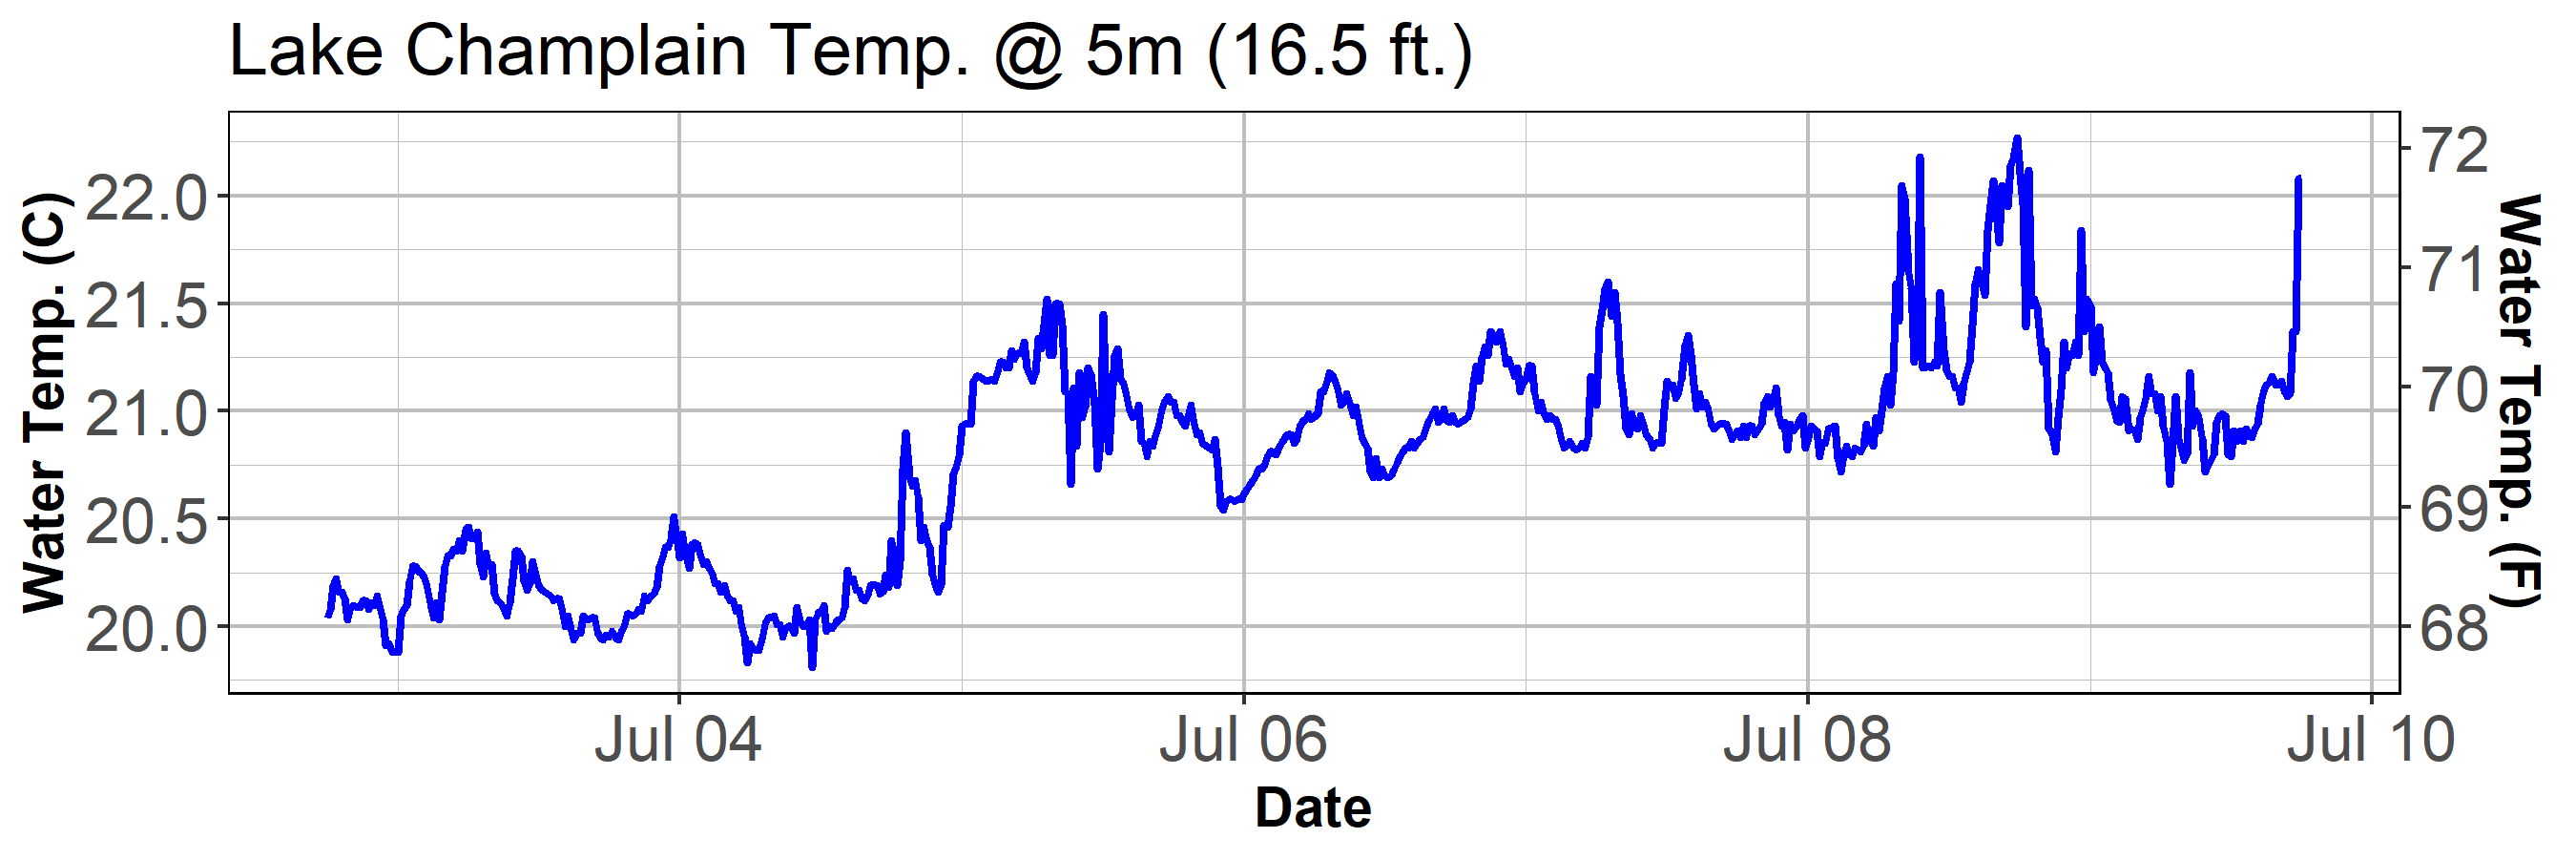 Lake Champlain Temp. @ 5m (16.5 ft.)
Water Temp. (C)
22.0
21.5
21.0
20.5
20.0
72
71
70
69
68
Water Temp. (F)
Jul 04
Jul 06
Jul 08
Jul 10
Date